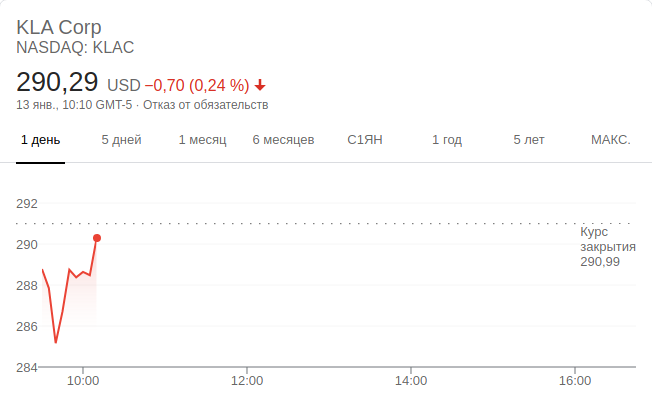 KLA Corp
NASDAQ: KLAC
290,29 USD −0,70 (0,24 %)
13 янв., 10:10 GMT-5 · Отказ от обязательств
1 день 5 дней 1 месяц 6 месяцев С1ЯН 1 год 5 лет МАКС.
292
290
288
286
284
Курс
закрытия
290,99
10:00 12:00 14:00 16:00